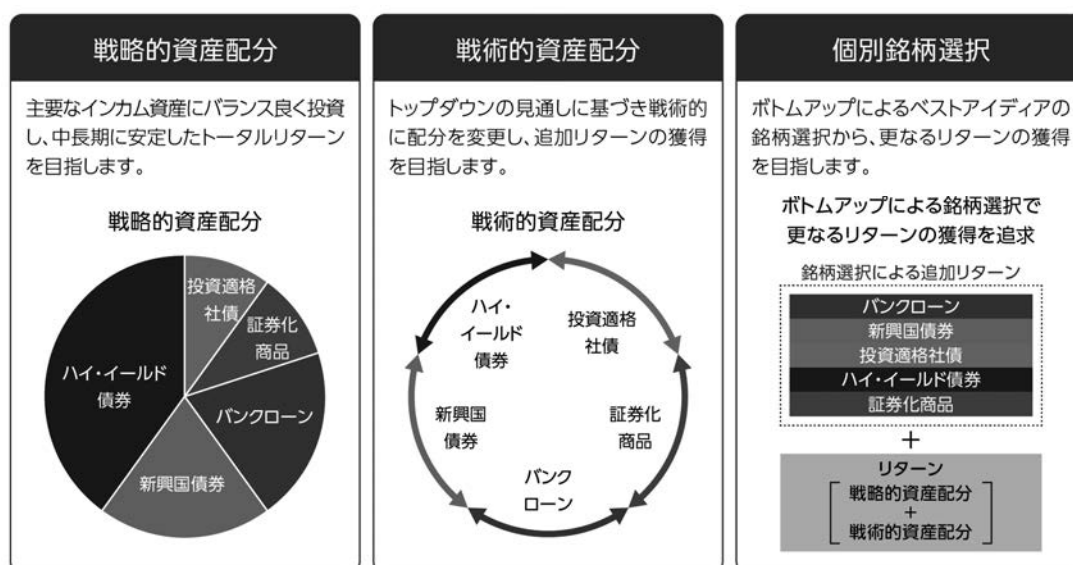 戦略的資産配分
主要なインカム資産にバランス良く投資
し、中長期に安定したトータルリターン
を目指します。
戦略的資産配分
投資適格
社債
証券化
商品
ハイ・イールド
債券
バンクローン
新興国債券
戦術的資産配分
トップダウンの見通しに基づき戦術的
に配分を変更し、追加リターンの獲得
を目指します。
戦術的資産配分
ハイ・
イールド
債券
投資適格
社債
新興国
債券
証券化
商品
バンク
ローン
個別銘柄選択
ボトムアップによるベストアイディアの
銘柄選択から、更なるリターンの獲得
を目指します。
ボトムアップによる銘柄選択で
更なるリターンの獲得を追求
銘柄選択による追加リターン
バンクローン
新興国債券
投資適格社債
ハイ・イールド債券
証券化商品
+
リターン
戦略的資産配分
+
戦術的資産配分